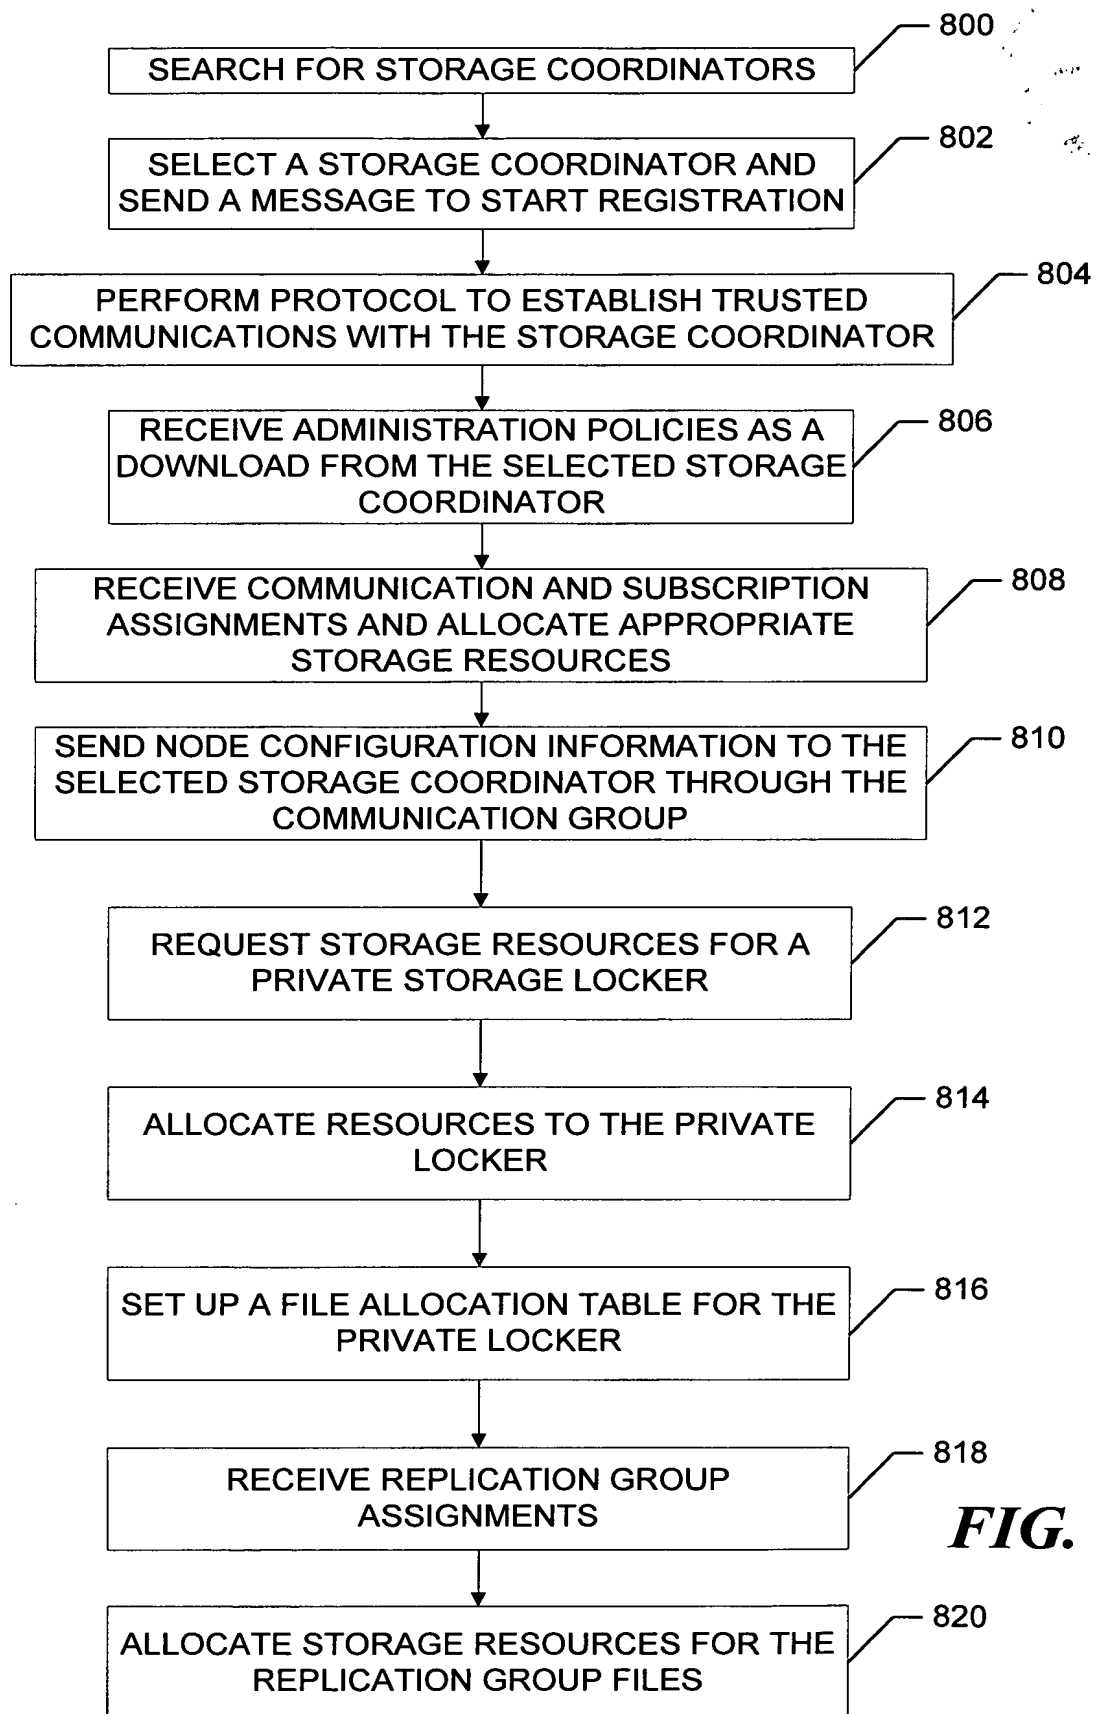 800
SEARCH FOR STORAGE COORDINATORS
802
SELECT A STORAGE COORDINATOR AND
SEND A MESSAGE TO START REGISTRATION
804
PERFORM PROTOCOL TO ESTABLISH TRUSTED
COMMUNICATIONS WITH THE STORAGE COORDINATOR
806
RECEIVE ADMINISTRATION POLICIES AS A
DOWNLOAD FROM THE SELECTED STORAGE
COORDINATOR
808
RECEIVE COMMUNICATION AND SUBSCRIPTION
ASSIGNMENTS AND ALLOCATE APPROPRIATE
STORAGE RESOURCES
810
SEND NODE CONFIGURATION INFORMATION TO THE
SELECTED STORAGE COORDINATOR THROUGH THE
COMMUNICATION GROUP
812
REQUEST STORAGE RESOURCES FOR A
PRIVATE STORAGE LOCKER
814
ALLOCATE RESOURCES TO THE PRIVATE
LOCKER
816
SET UP A FILE ALLOCATION TABLE FOR THE
PRIVATE LOCKER
818
RECEIVE REPLICATION GROUP
ASSIGNMENTS
FIG.
820
ALLOCATE STORAGE RESOURCES FOR THE
REPLICATION GROUP FILES